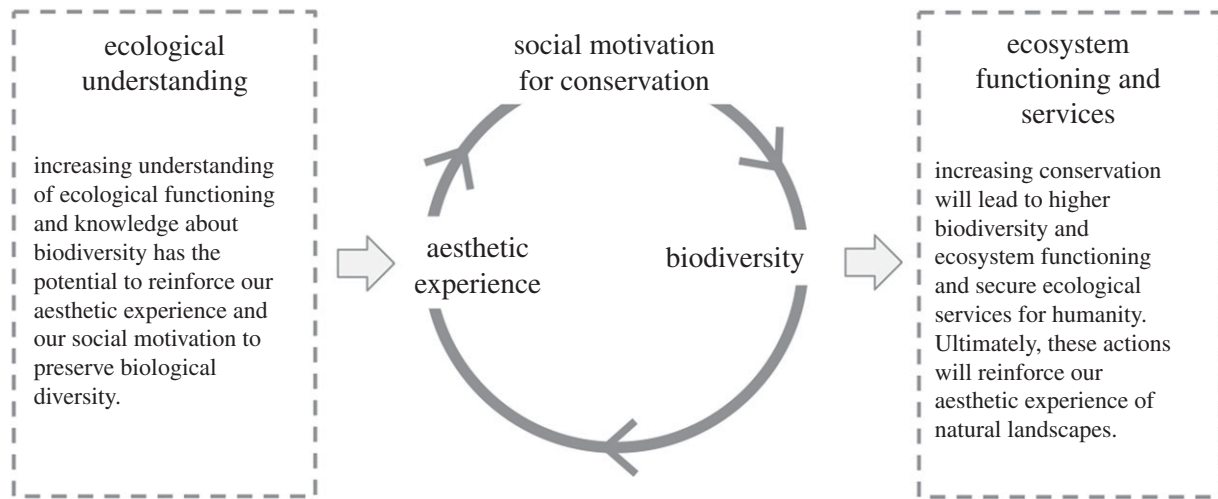 ecological
understanding
increasing understanding
of ecological functioning
and knowledge about
biodiversity has the
potential to reinforce our
aesthetic experience and
our social motivation to
preserve biological
diversity.
social motivation
for conservation
aesthetic
experience
biodiversity
ecosystem
functioning and
services
increasing conservation
will lead to higher
biodiversity and
ecosystem functioning
and secure ecological
services for humanity.
Ultimately, these actions
will reinforce our
aesthetic experience of
natural landscapes.